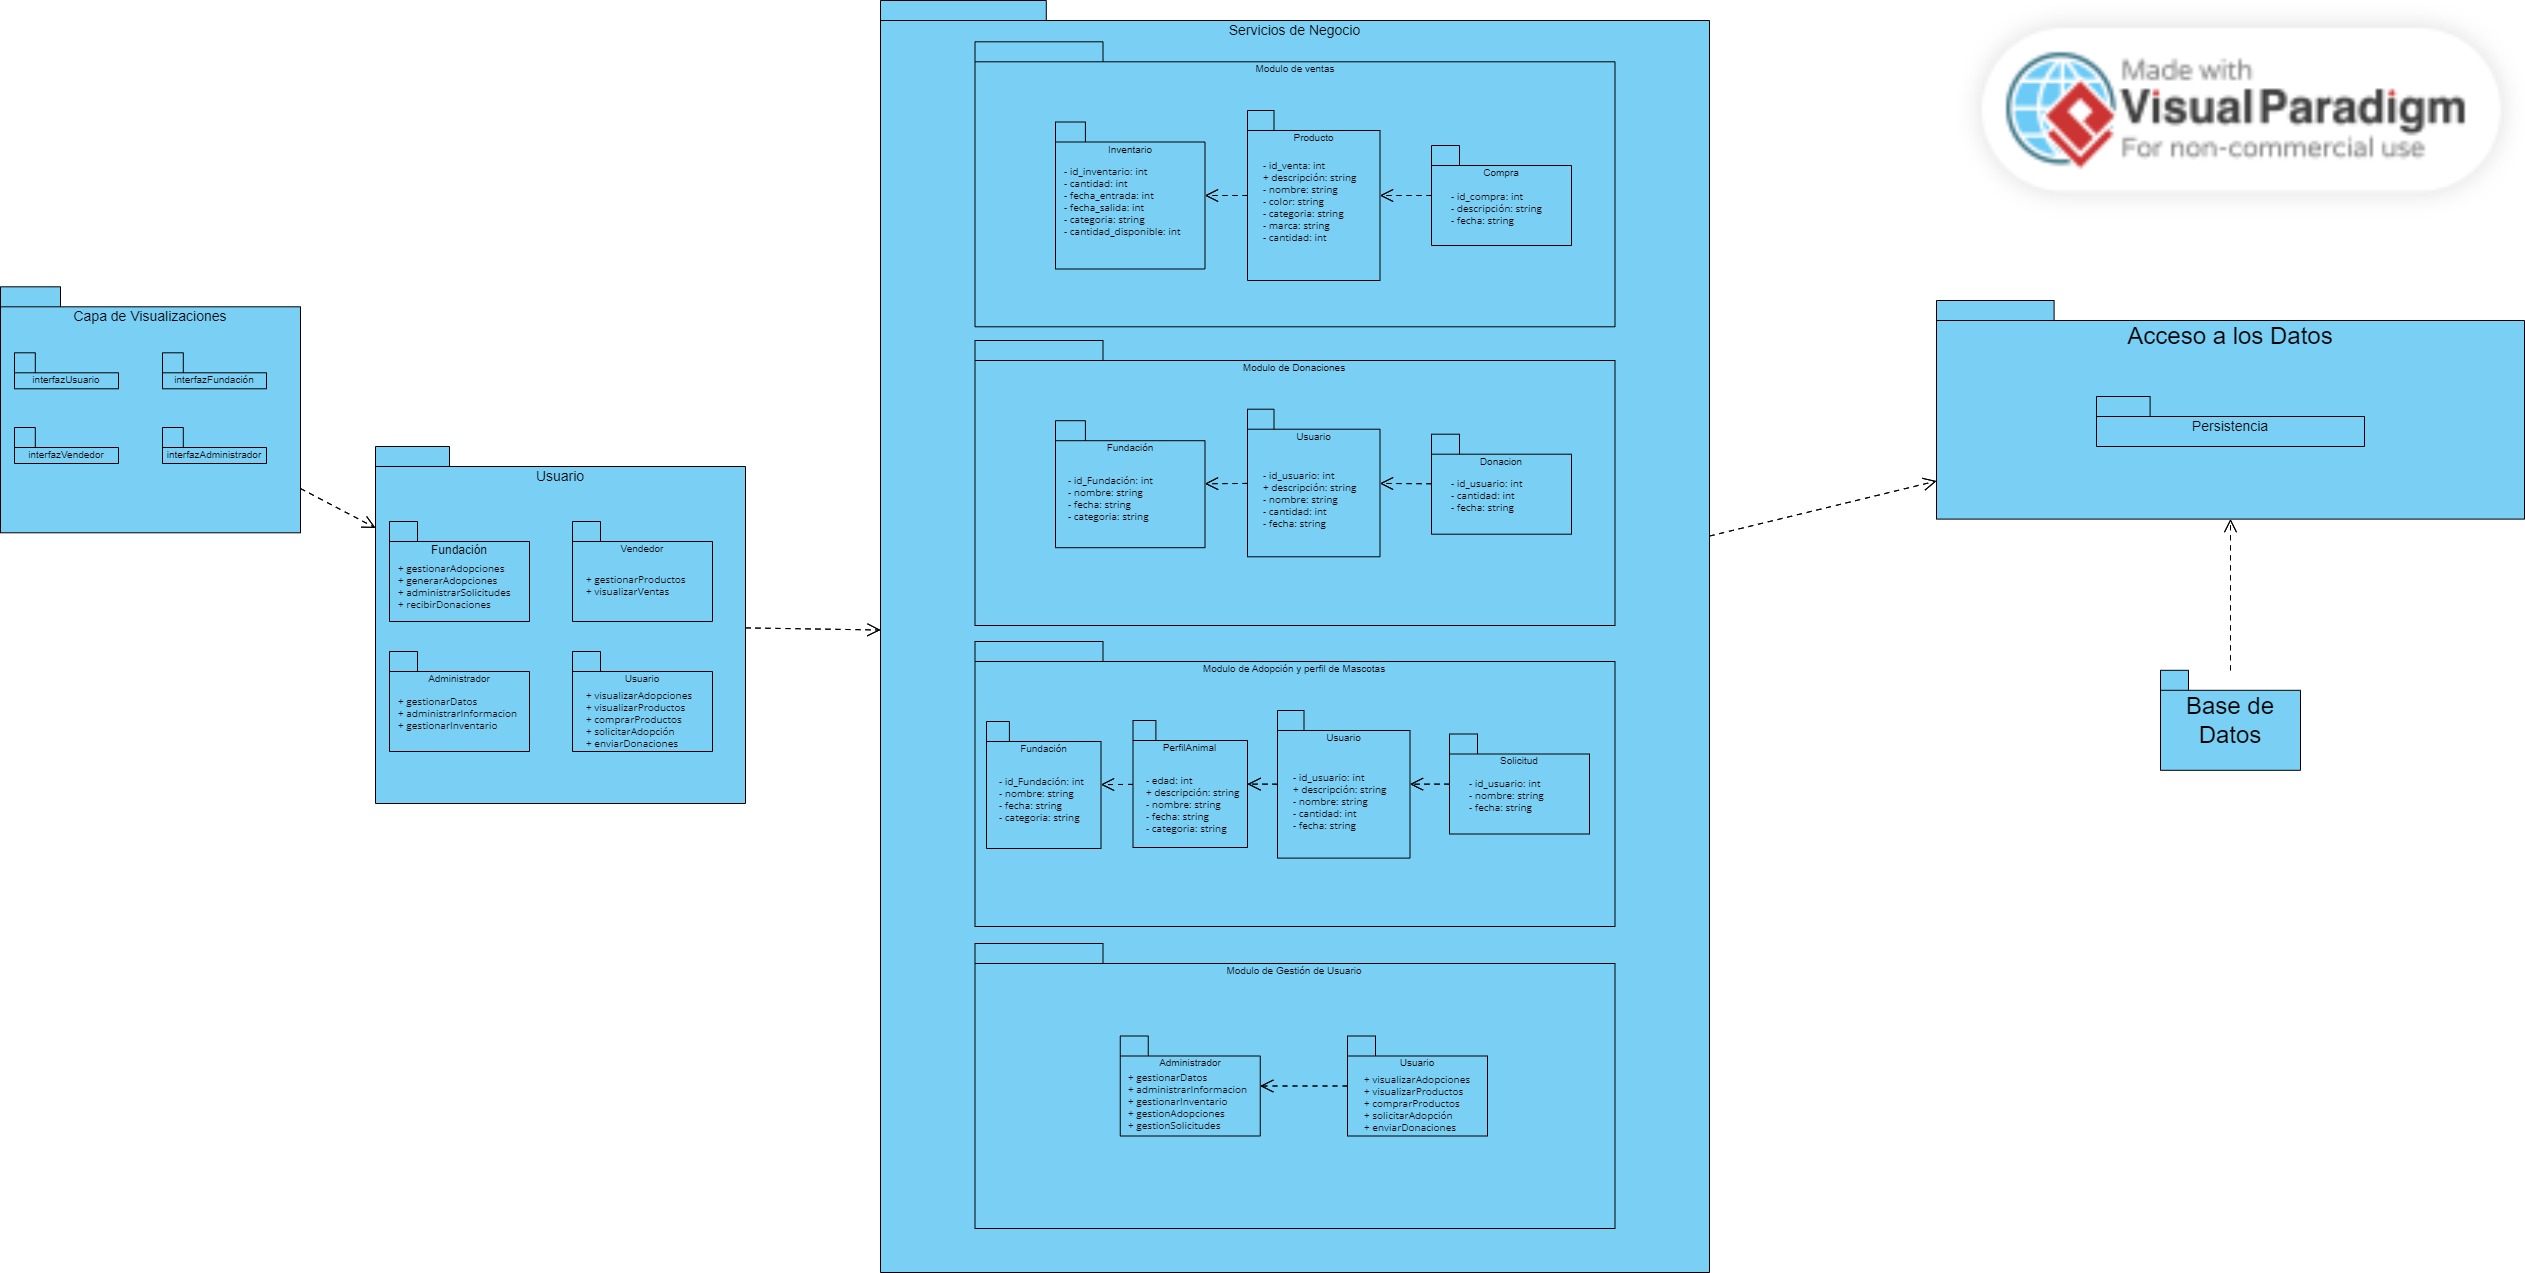 Made with
Visual Paradigm
For non-commercial use
Capa de Visualizaciones
interfazUsuario
interfazFundación
interfazVendedor
interfazAdministrador
Usuario
Fundación
+ gestionarAdopciones
+ generarAdopciones
+ administrarSolicitudes
+ recibirDonaciones
Vendedor
+ gestionarProductos
+ visualizarVentas
Administrador
+ gestionarDatos
+ administrarInformacion
+ gestionarInventario
Usuario
+ visualizarAdopciones
+ visualizarProductos
+ comprarProductos
+ solicitarAdopción
+ enviarDonaciones
Servicios de Negocio
Modulo de ventas
Inventario
- id_inventario: int
- cantidad: int
- fecha_entrada: int
- fecha_salida: int
- categoria: string
- cantidad_disponible: int
Producto
- id_venta: int
+ descripción: string
- nombre: string
- color: string
- categoria: string
- marca: string
- cantidad: int
Compra
- id_compra: int
- descripción: string
- fecha: string
Modulo de Donaciones
Fundación
- id_Fundación: int
- nombre: string
- fecha: string
- categoria: string
Usuario
- id_usuario: int
+ descripción: string
- nombre: string
- cantidad: int
- fecha: string
Donacion
- id_usuario: int
- cantidad: int
- fecha: string
Modulo de Adopción y perfil de Mascotas
Fundación
- id_Fundación: int
- nombre: string
- fecha: string
- categoria: string
PerfilAnimal
- edad: int
+ descripción: string
- nombre: string
- fecha: string
- categoria: string
Usuario
- id_usuario: int
+ descripción: string
- nombre: string
- cantidad: int
- fecha: string
Solicitud
- id_usuario: int
- nombre: string
- fecha: string
Modulo de Gestión de Usuario
Administrador
+ gestionarDatos
+ administrarInformacion
+ gestionarInventario
+ gestionAdopciones
+ gestionSolicitudes
Usuario
+ visualizarAdopciones
+ visualizarProductos
+ comprarProductos
+ solicitarAdopción
+ enviarDonaciones
Acceso a los Datos
Persistencia
Base de
Datos